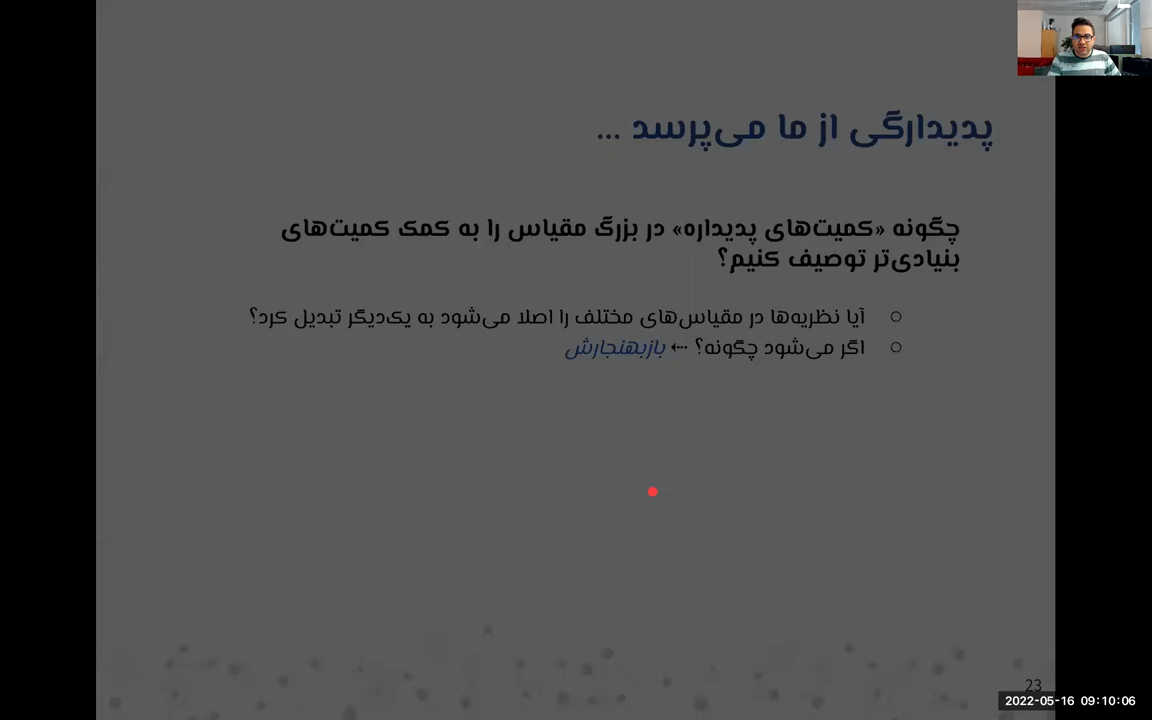 پدیدارگی از ما می‌پرسد ...
چگونه «کمیت‌های پدیداره» در بزرگ مقیاس را به کمک کمیت‌های
بنیادی‌تر توصیف کنیم؟
○ آیا نظریه‌ها در مقیاس‌های مختلف را اصلا می‌شود به یک‌دیگر تبدیل کرد؟
○ اگر می‌شود چگونه؟ ⇠ بازبهنجارش
23
2022-05-16 09:10:06